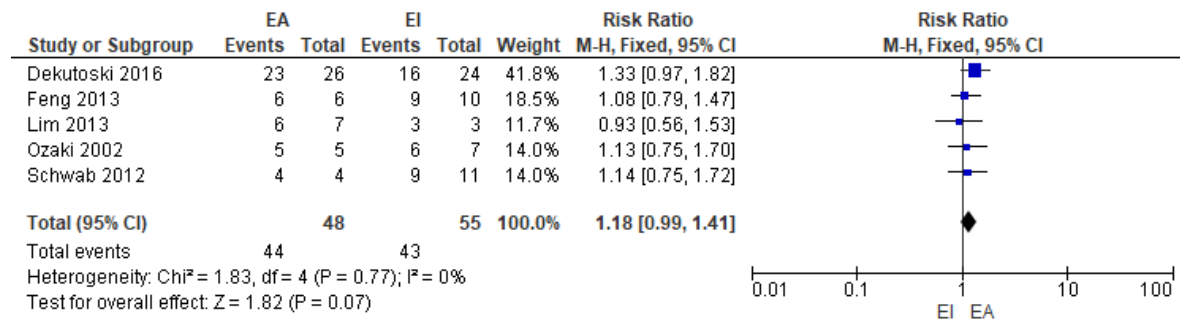 EA EI Risk Ratio Risk Ratio
Study or Subgroup Events Total Events Total Weight M-H, Fixed, 95% CI M-H, Fixed, 95% CI
Dekutoski 2016 23 26 16 24 41.8% 1.33 [0.97, 1.82]
Feng 2013 6 6 9 10 18.5% 1.08 [0.79, 1.47]
Lim 2013 6 7 3 3 11.7% 0.93 [0.56, 1.53]
Ozaki 2002 5 5 6 7 14.0% 1.13 [0.75, 1.70]
Schwab 2012 4 4 9 11 14.0% 1.14 [0.75, 1.72]
Total (95% CI) 48 55 100.0% 1.18 [0.99, 1.41]
Total events 44 43
Heterogeneity: Chi² = 1.83, df = 4 (P = 0.77); I² = 0%
Test for overall effect: Z = 1.82 (P = 0.07)
0.01 0.1 1 10 100
EI EA